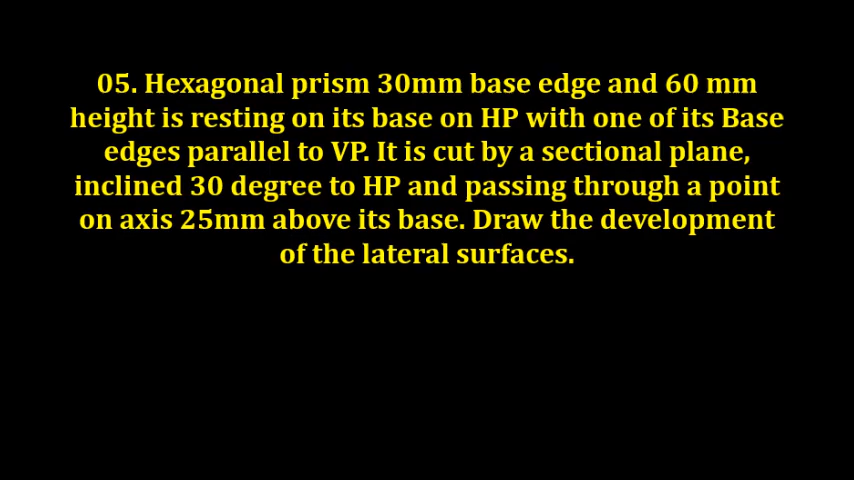 05. Hexagonal prism 30mm base edge and 60 mm
height is resting on its base on HP with one of its Base
edges parallel to VP. It is cut by a sectional plane,
inclined 30 degree to HP and passing through a point
on axis 25mm above its base. Draw the development
of the lateral surfaces.